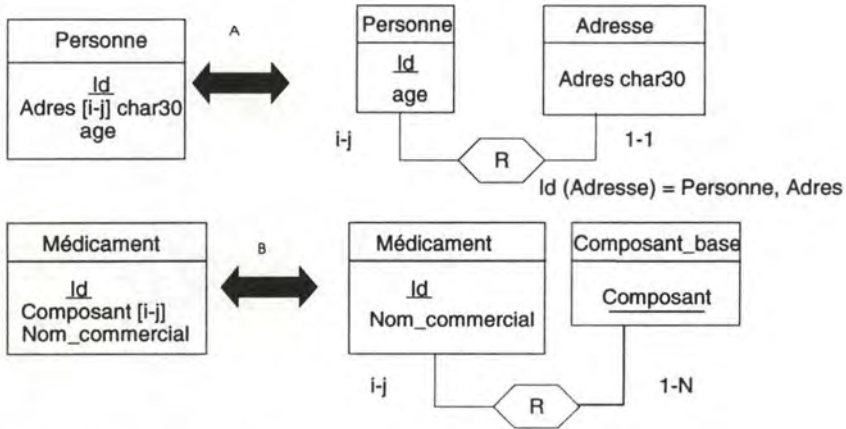 Personne
Id
Adres [i-j] char30
age
A
Personne
Id
age
Adresse
Adres char30
i-j
R
1-1
Id (Adresse) = Personne, Adres
Médicament
Id
Composant [i-j]
Nom_commercial
B
Médicament
Id
Nom_commercial
Composant_base
Composant
i-j
R
1-N